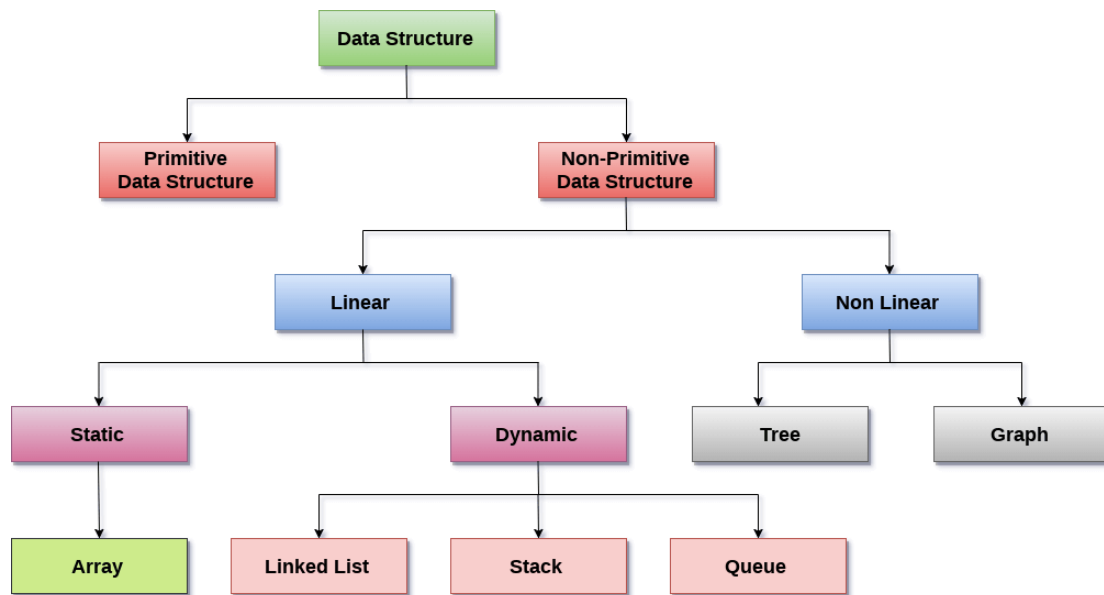 Data Structure
Primitive
Data Structure
Non-Primitive
Data Structure
Linear
Non Linear
Static
Dynamic
Tree
Graph
Array
Linked List
Stack
Queue